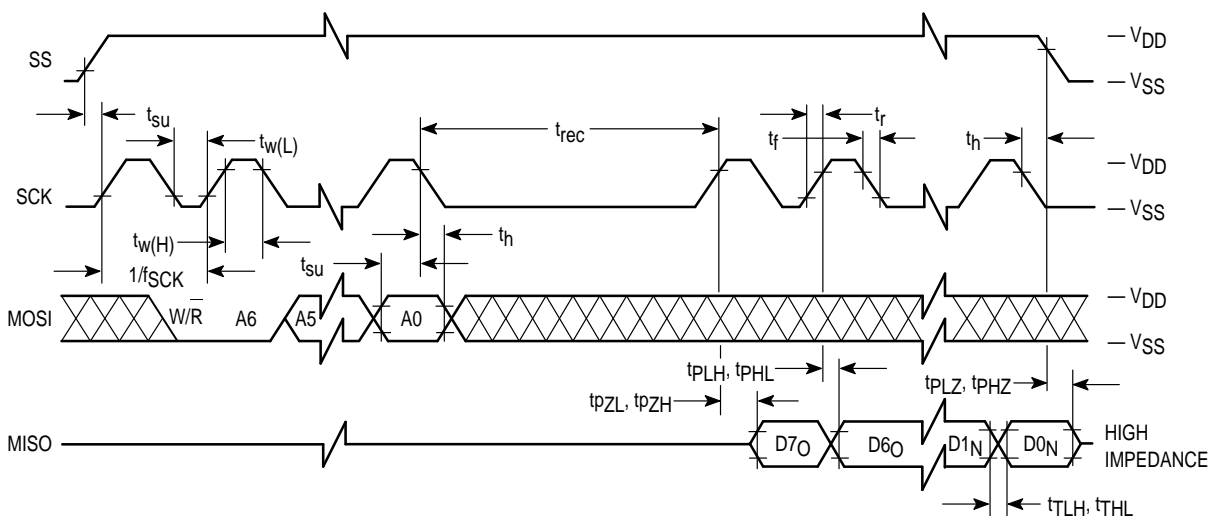 SS
V_DD
V_SS
t_su
t_w(L)
t_rec
t_f
t_r
t_h
SCK
V_DD
V_SS
t_w(H)
1/f_SCK
t_su
t_h
MOSI
W/R̅
A6
A5
A0
V_DD
V_SS
t_PLH, t_PHL
t_PLZ, t_PHZ
t_PZL, t_PZH
MISO
D7_O
D6_O
D1_N
D0_N
HIGH
IMPEDANCE
t_TLH, t_THL